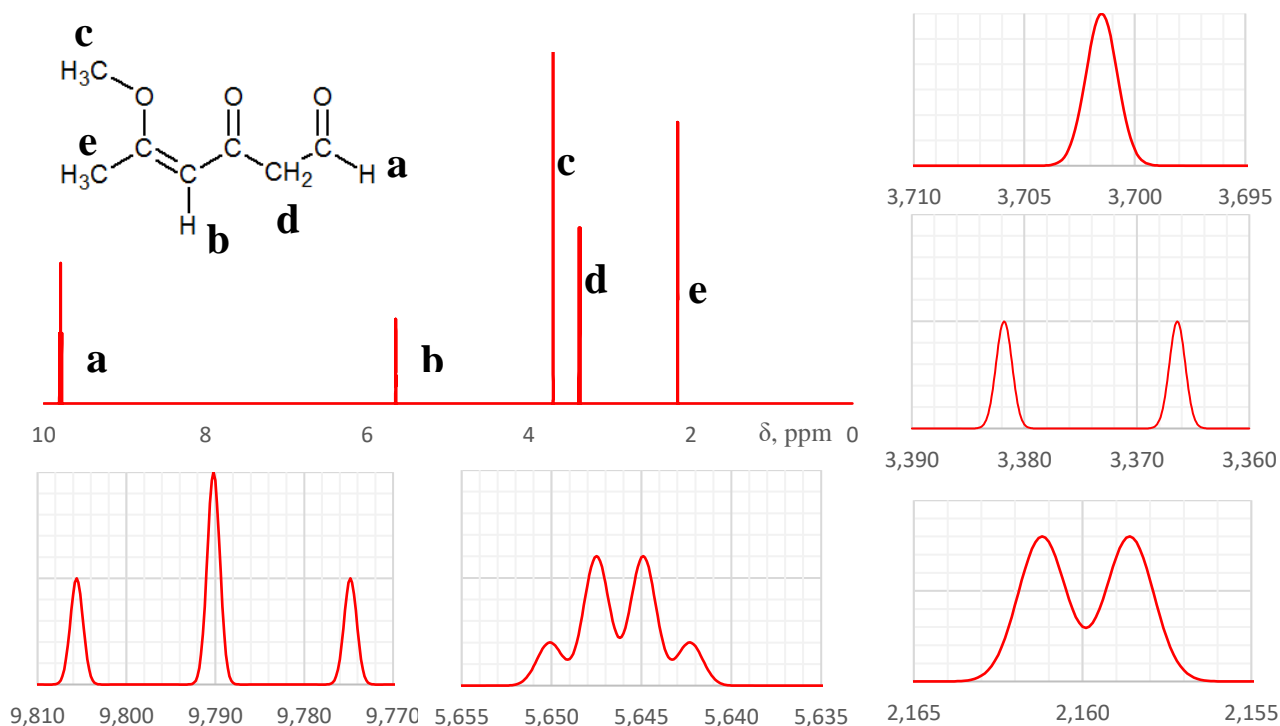 c
H₃C
O
O
O
e
H₃C
C
C
C
CH₂
C
H
a
H
b
d
c
d
e
a
b
10
8
6
4
2
δ, ppm
0
3,710
3,705
3,700
3,695
3,390
3,380
3,370
3,360
9,810
9,800
9,790
9,780
9,770
5,655
5,650
5,645
5,640
5,635
2,165
2,160
2,155